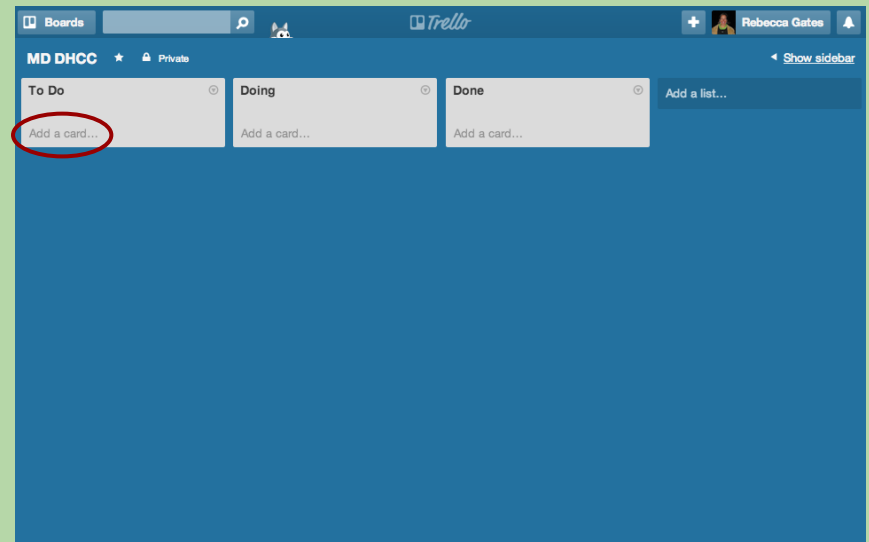 Boards
Trello
Rebecca Gates
MD DHCC
Private
Show sidebar
To Do
Doing
Done
Add a list...
Add a card...
Add a card...
Add a card...